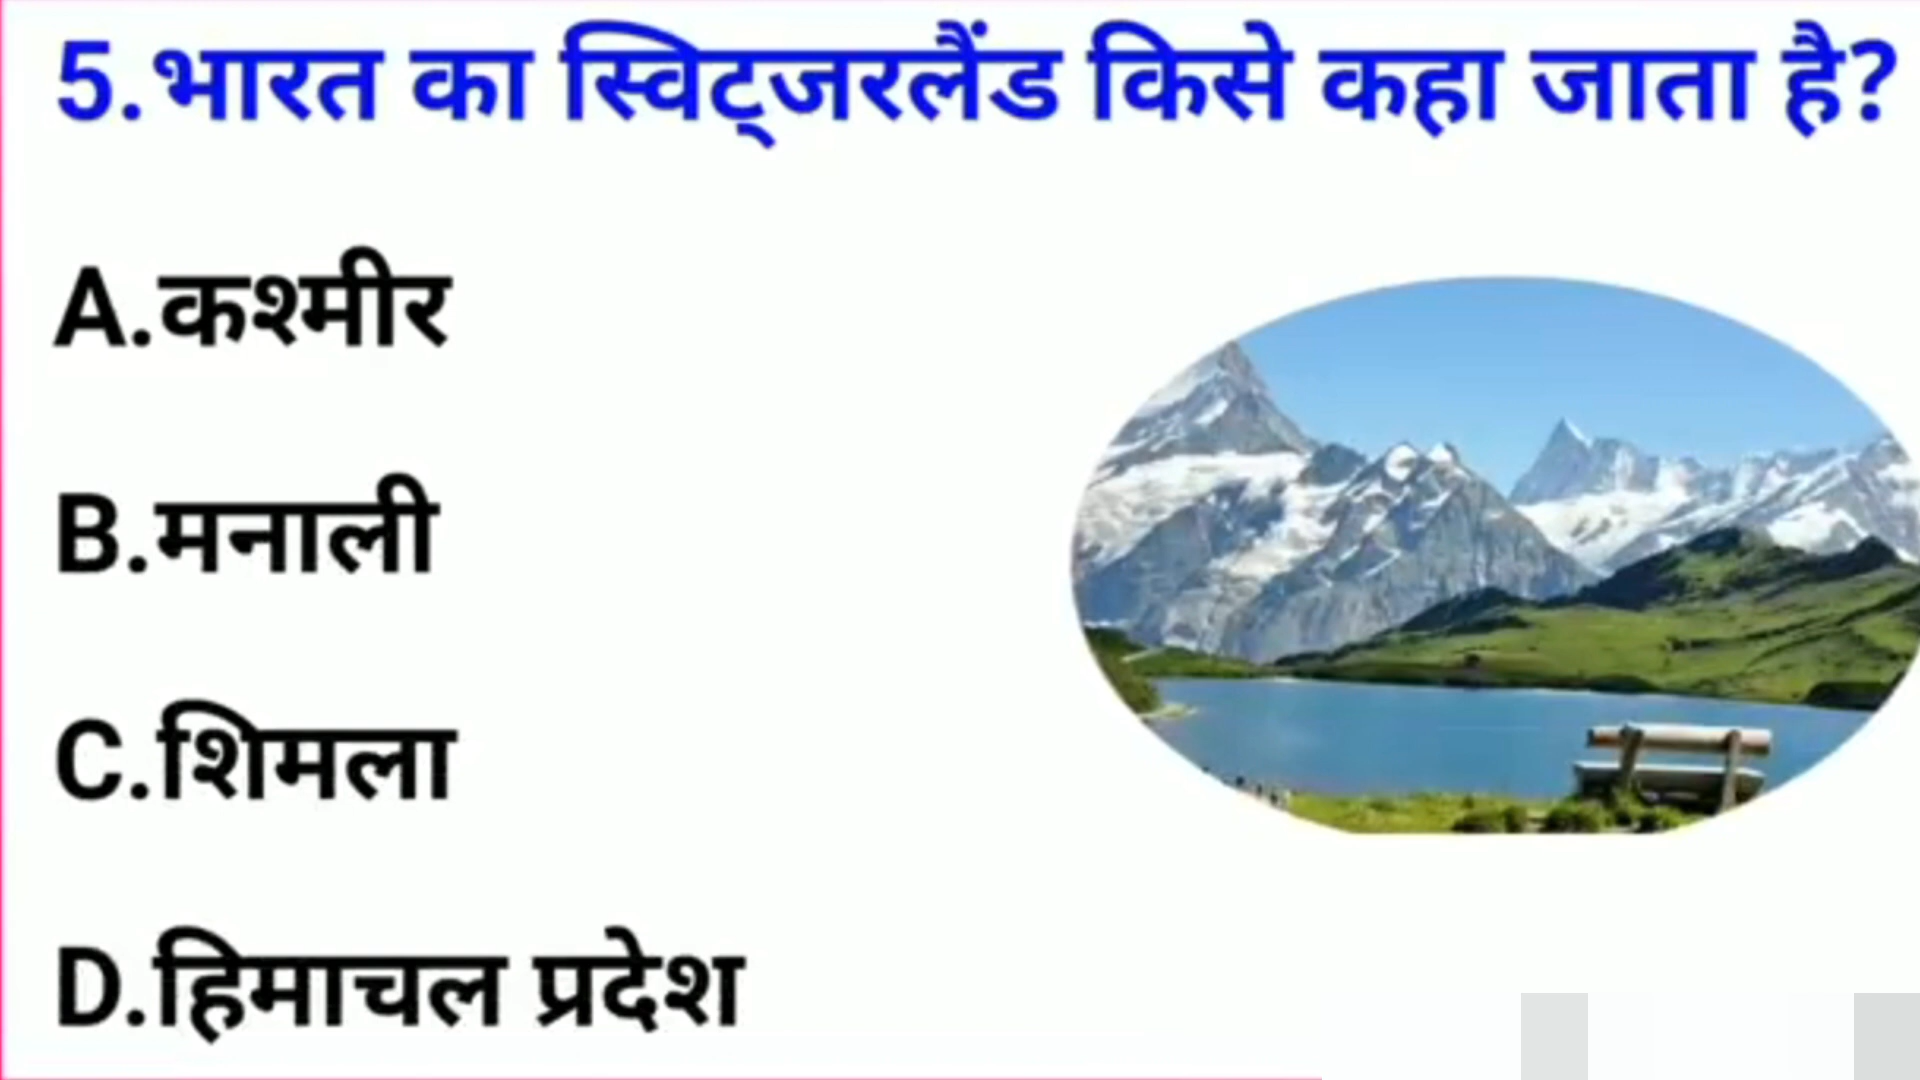 5.भारत का स्विट्जरलैंड किसे कहा जाता है?
A.कश्मीर
B.मनाली
C.शिमला
D.हिमाचल प्रदेश